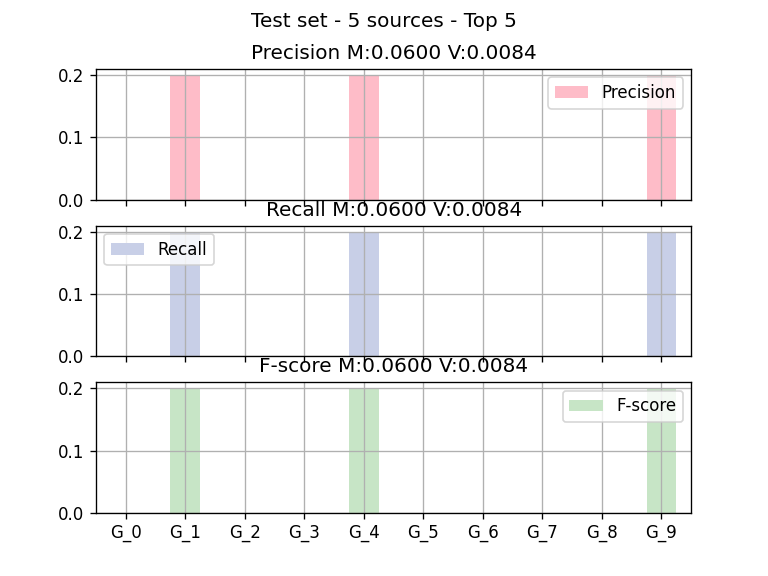 Test set - 5 sources - Top 5
Precision M:0.0600 V:0.0084
0.2
0.1
0.0
Precision
Recall M:0.0600 V:0.0084
0.2
0.1
0.0
Recall
F-score M:0.0600 V:0.0084
0.2
0.1
0.0
F-score
G_0 G_1 G_2 G_3 G_4 G_5 G_6 G_7 G_8 G_9